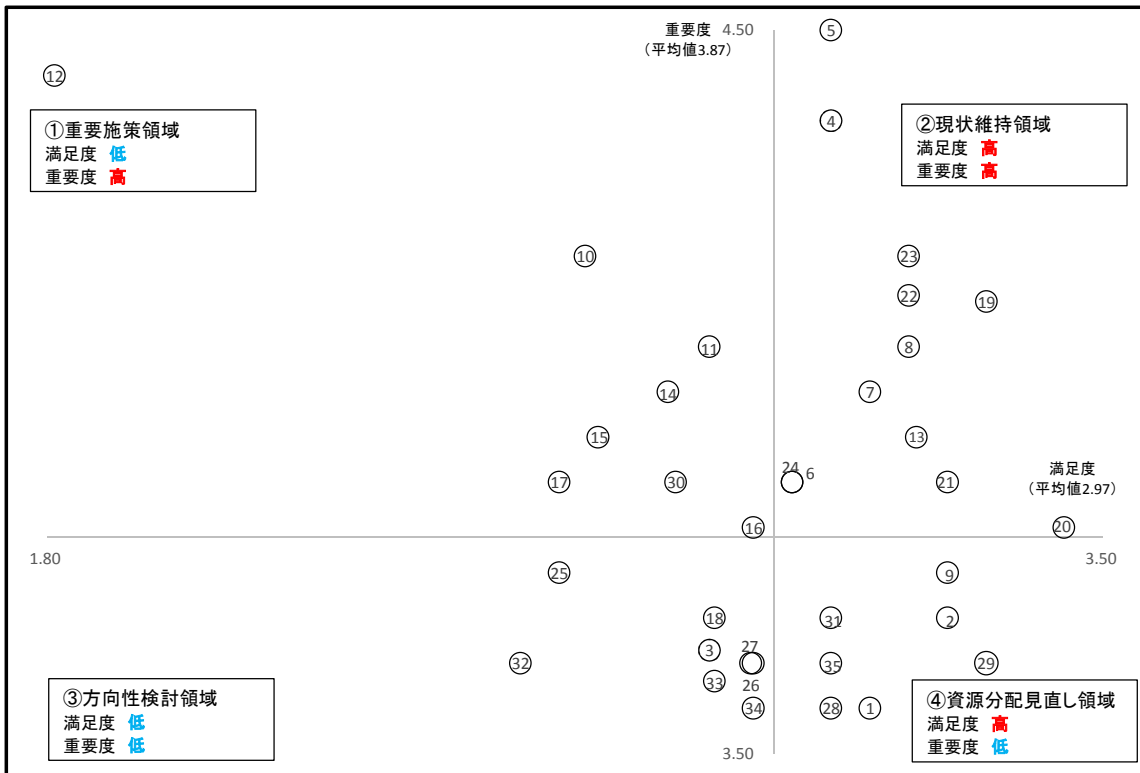 重要度 4.50
（平均値3.87）
5
12
①重要施策領域
満足度 低
重要度 高
4
②現状維持領域
満足度 高
重要度 高
10
23
22
19
11
8
14
7
15
13
17
30
24
6
21
満足度
（平均値2.97）
16
20
1.80
3.50
25
9
18
31
2
3
27
32
35
29
33
26
34
28
1
③方向性検討領域
満足度 低
重要度 低
④資源分配見直し領域
満足度 高
重要度 低
3.50